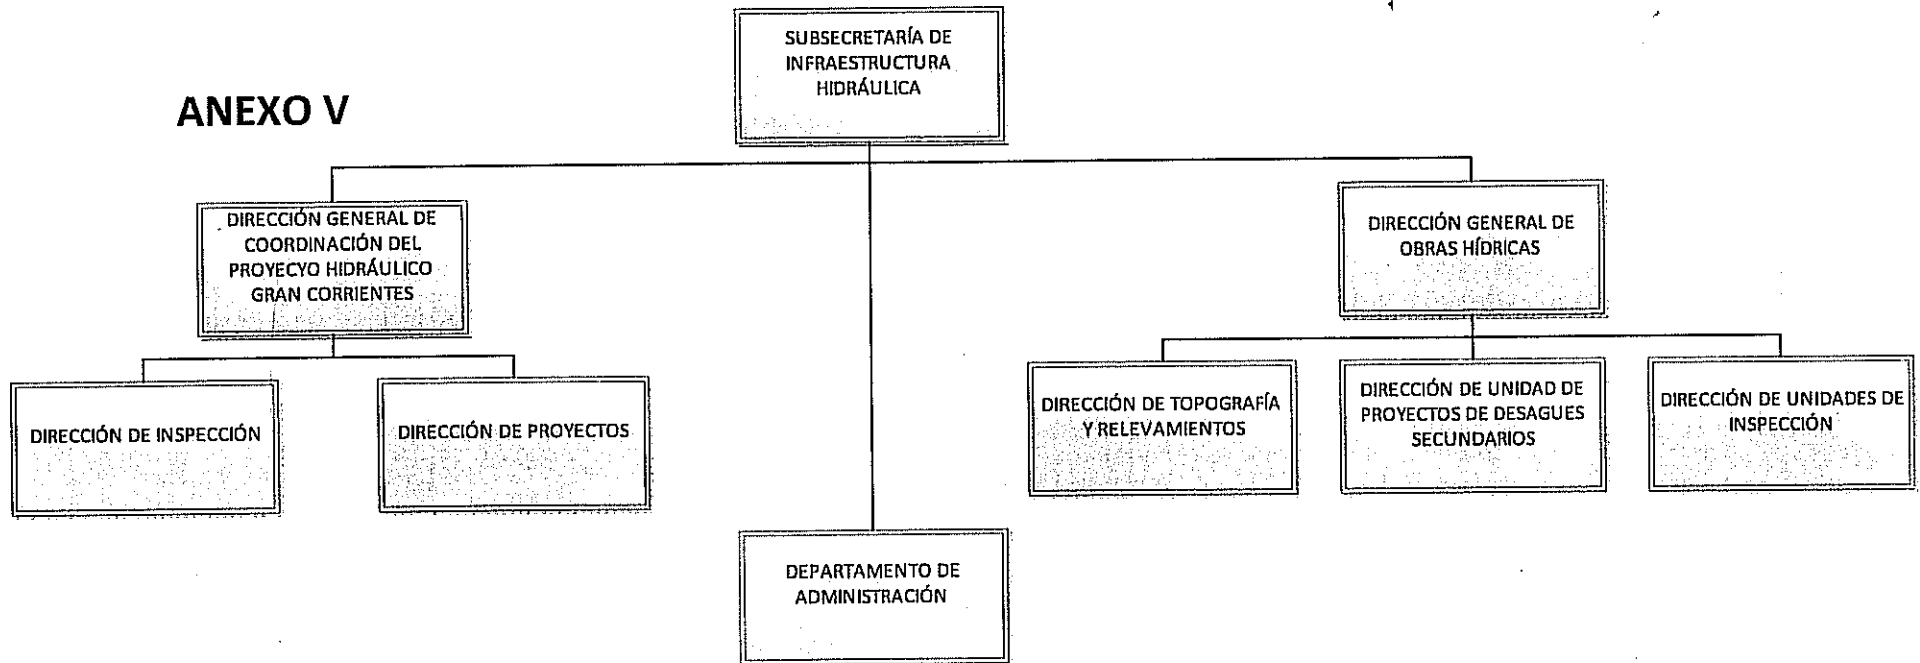 ANEXO V
SUBSECRETARÍA DE
INFRAESTRUCTURA
HIDRÁULICA
DIRECCIÓN GENERAL DE
COORDINACIÓN DEL
PROYECYO HIDRÁULICO
GRAN CORRIENTES
DIRECCIÓN GENERAL DE
OBRAS HÍDRICAS
DIRECCIÓN DE INSPECCIÓN
DIRECCIÓN DE PROYECTOS
DIRECCIÓN DE TOPOGRAFÍA
Y RELEVAMIENTOS
DIRECCIÓN DE UNIDAD DE
PROYECTOS DE DESAGUES
SECUNDARIOS
DIRECCIÓN DE UNIDADES DE
INSPECCIÓN
DEPARTAMENTO DE
ADMINISTRACIÓN